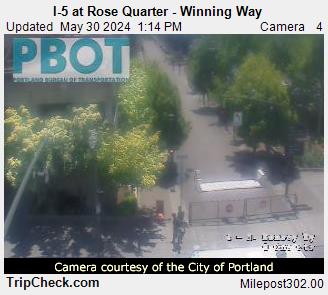 I-5 at Rose Quarter - Winning Way
Updated  May 30 2024  1:14 PM  Camera  4
PBOT
PORTLAND BUREAU OF TRANSPORTATION
Camera courtesy of the City of Portland
TripCheck.com  Milepost302.00